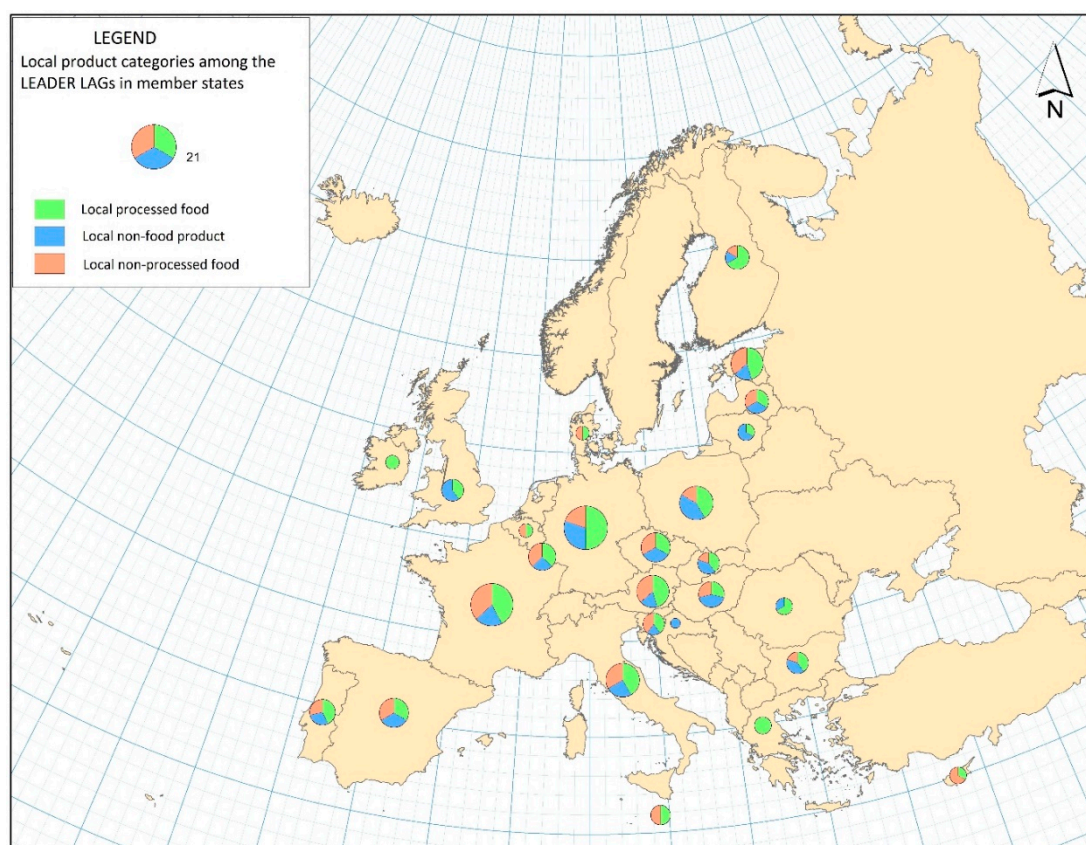 LEGEND
Local product categories among the
LEADER LAGs in member states
21
Local processed food
Local non-food product
Local non-processed food
N